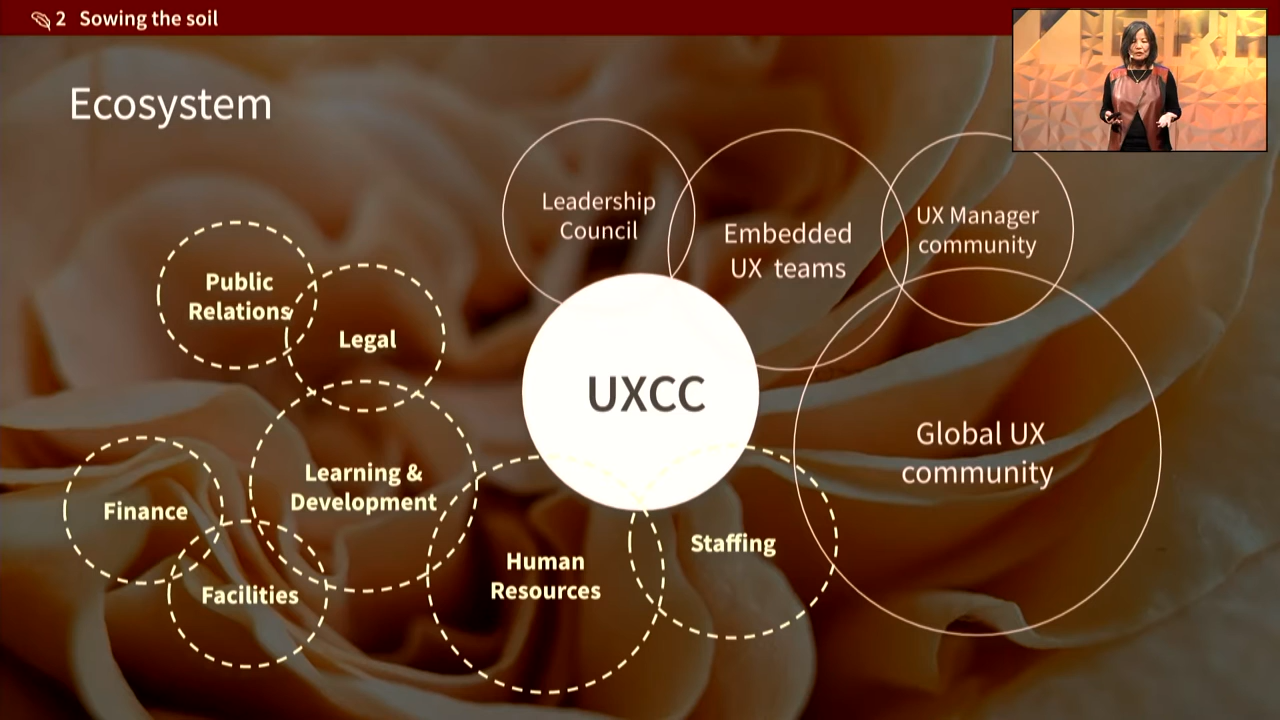 2 Sowing the soil
Ecosystem
Leadership
Council
Embedded
UX teams
UX Manager
community
Public
Relations
Legal
UXCC
Global UX
community
Learning &
Development
Finance
Facilities
Human
Resources
Staffing